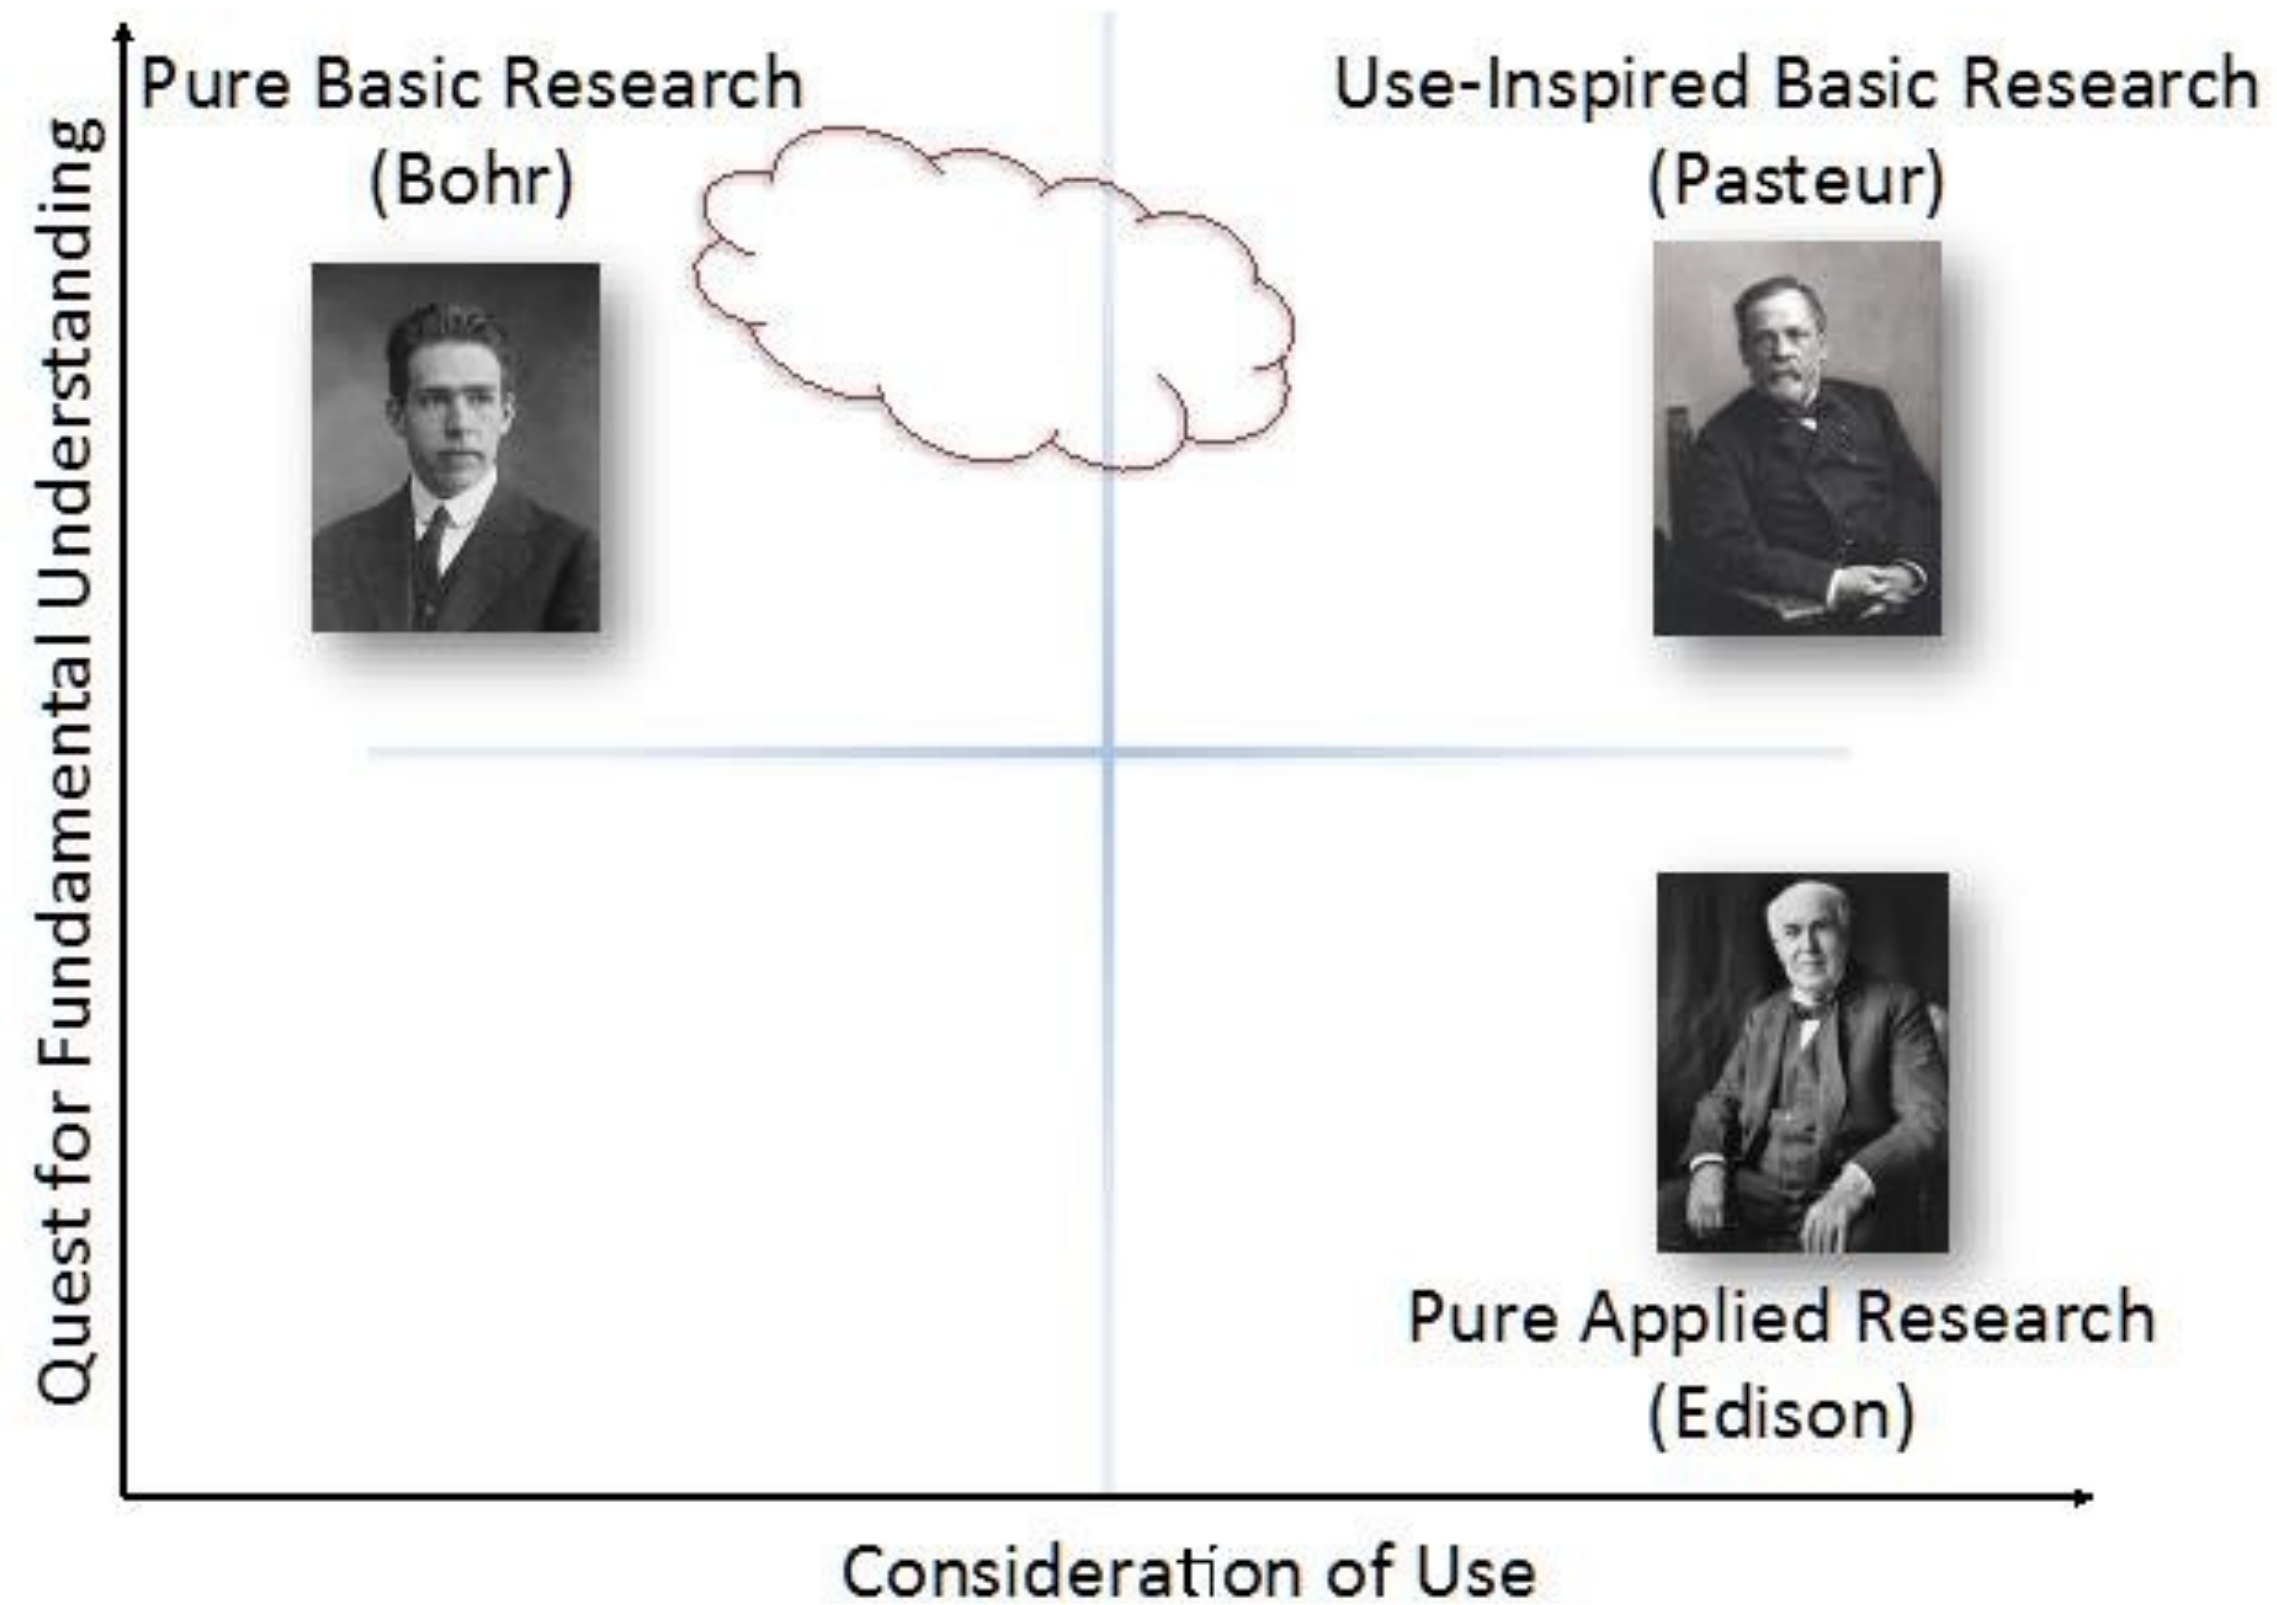 Pure Basic Research
(Bohr)
Use-Inspired Basic Research
(Pasteur)
Quest for Fundamental Understanding
Pure Applied Research
(Edison)
Consideration of Use